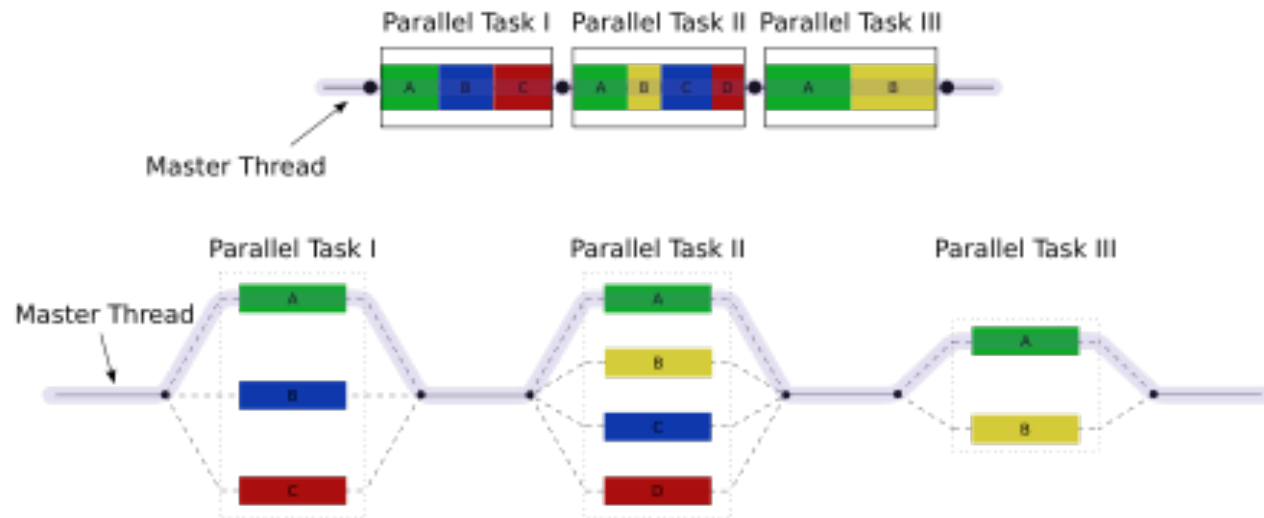 Parallel Task I Parallel Task II Parallel Task III
A B C A B C D A B
Master Thread
Parallel Task I Parallel Task II Parallel Task III
A A
Master Thread
A
B
B
C
B
C D